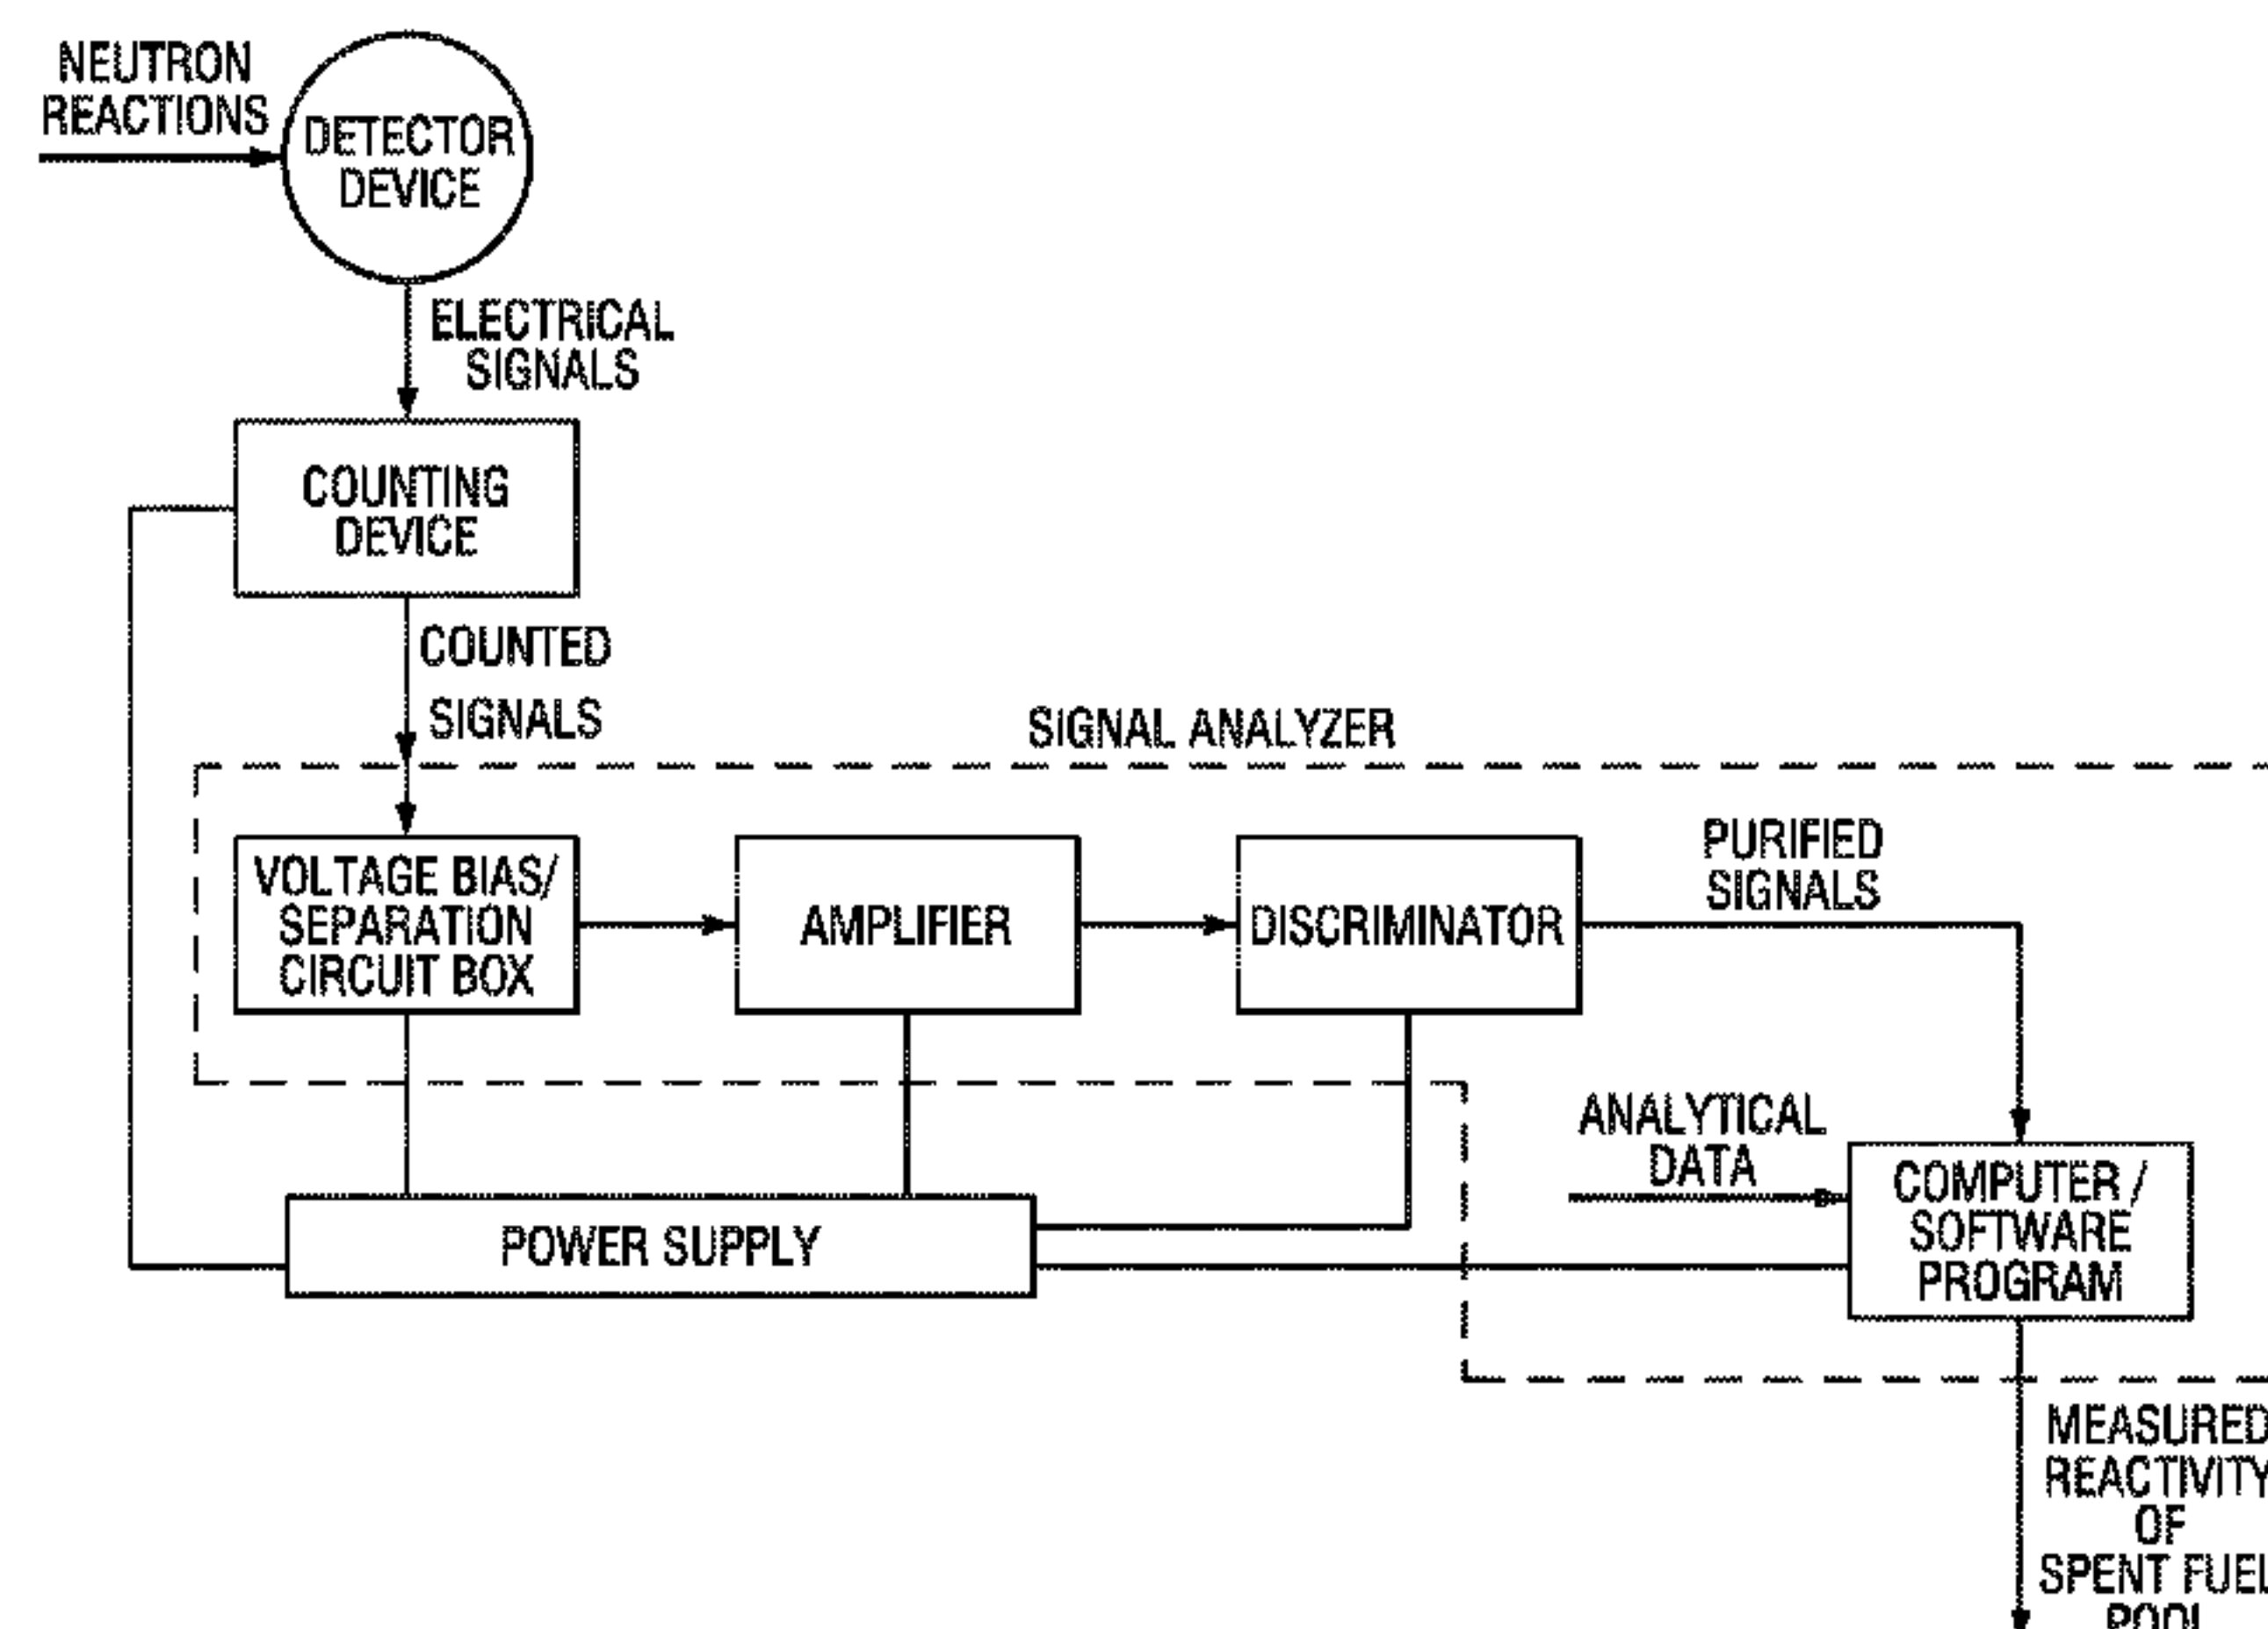 NEUTRON
REACTIONS
DETECTOR
DEVICE
ELECTRICAL
SIGNALS
COUNTING
DEVICE
COUNTED
SIGNALS
SIGNAL ANALYZER
VOLTAGE BIAS/
SEPARATION
CIRCUIT BOX
AMPLIFIER
DISCRIMINATOR
PURIFIED
SIGNALS
ANALYTICAL
DATA
COMPUTER /
SOFTWARE
PROGRAM
POWER SUPPLY
MEASURED
REACTIVITY
OF
SPENT FUEL
POOL